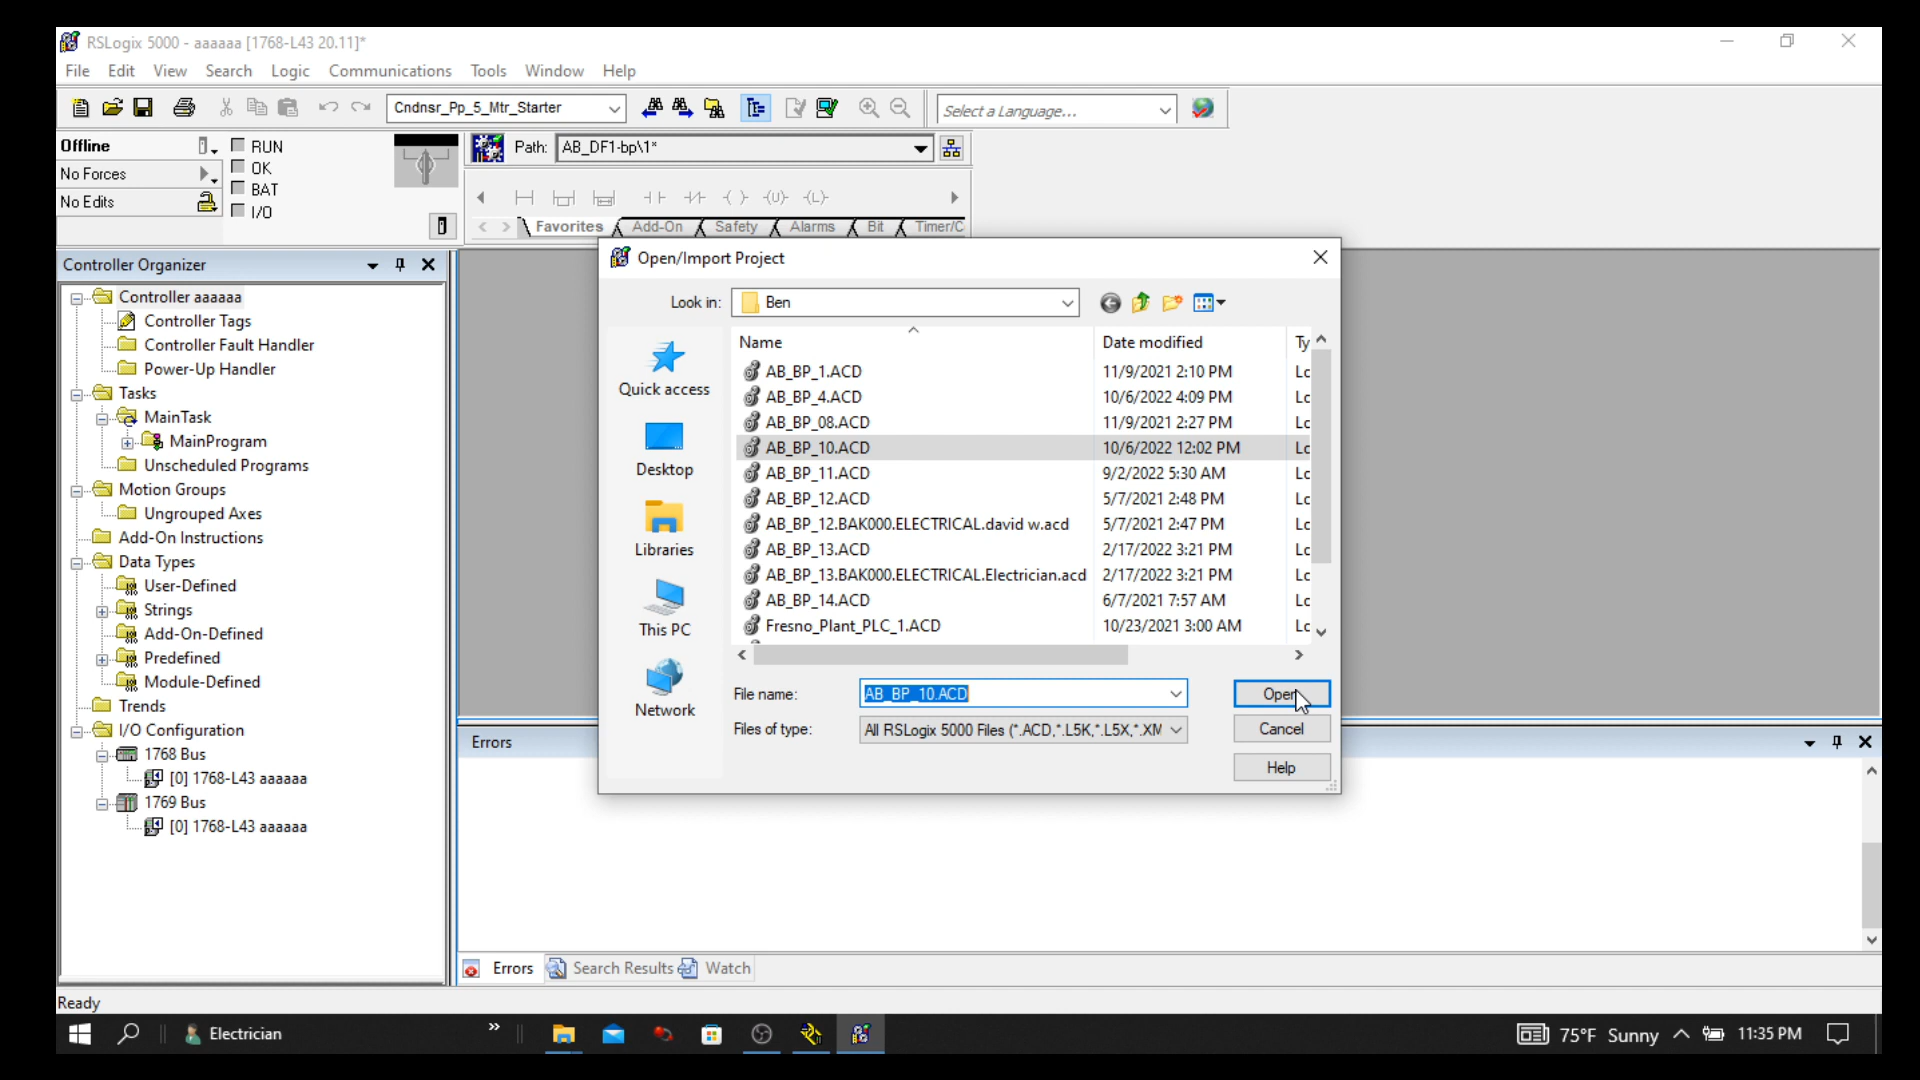 RSLogix 5000 - aaaaaa [1768-L43 20.11]*
File Edit View Search Logic Communications Tools Window Help
Cndnsr_Pp_5_Mtr_Starter
Select a Language...
Offline
RUN
Path: AB_DF1-bp\1*
OK
No Forces
BAT
No Edits
I/O
Favorites Add-On Safety Alarms Bit Timer/C
Controller Organizer
Controller aaaaaa
Controller Tags
Controller Fault Handler
Power-Up Handler
Tasks
MainTask
MainProgram
Unscheduled Programs
Motion Groups
Ungrouped Axes
Add-On Instructions
Data Types
User-Defined
Strings
Add-On-Defined
Predefined
Module-Defined
Trends
I/O Configuration
1768 Bus
[0] 1768-L43 aaaaaa
1769 Bus
[0] 1768-L43 aaaaaa
Open/Import Project
Look in: Ben
Quick access
Desktop
Libraries
This PC
Network
Name Date modified Ty
AB_BP_1.ACD 11/9/2021 2:10 PM Lc
AB_BP_4.ACD 10/6/2022 4:09 PM Lc
AB_BP_08.ACD 11/9/2021 2:27 PM Lc
AB_BP_10.ACD 10/6/2022 12:02 PM Lc
AB_BP_11.ACD 9/2/2022 5:30 AM Lc
AB_BP_12.ACD 5/7/2021 2:48 PM Lc
AB_BP_12.BAK000.ELECTRICAL.david w.acd 5/7/2021 2:47 PM Lc
AB_BP_13.ACD 2/17/2022 3:21 PM Lc
AB_BP_13.BAK000.ELECTRICAL.Electrician.acd 2/17/2022 3:21 PM Lc
AB_BP_14.ACD 6/7/2021 7:57 AM Lc
Fresno_Plant_PLC_1.ACD 10/23/2021 3:00 AM Lc
File name: AB_BP_10.ACD Open
Files of type: All RSLogix 5000 Files (*.ACD,*.L5K,*.L5X,*.XM Cancel
Help
Errors
Errors Search Results Watch
Ready
Electrician
75°F Sunny 11:35 PM